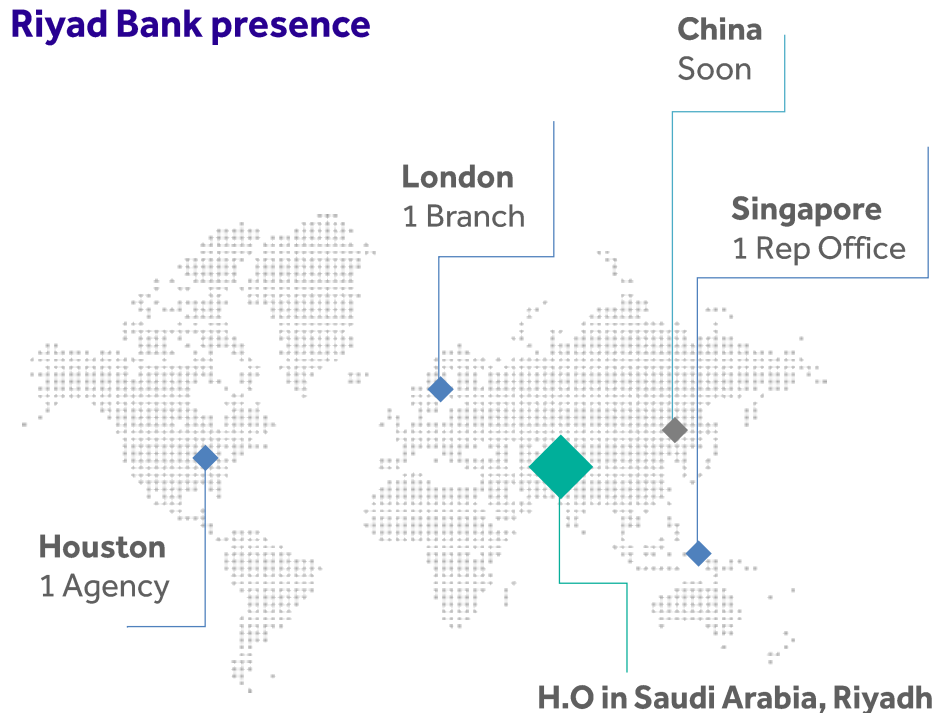 Riyad Bank presence
China
Soon
London
1 Branch
Singapore
1 Rep Office
Houston
1 Agency
H.O in Saudi Arabia, Riyadh